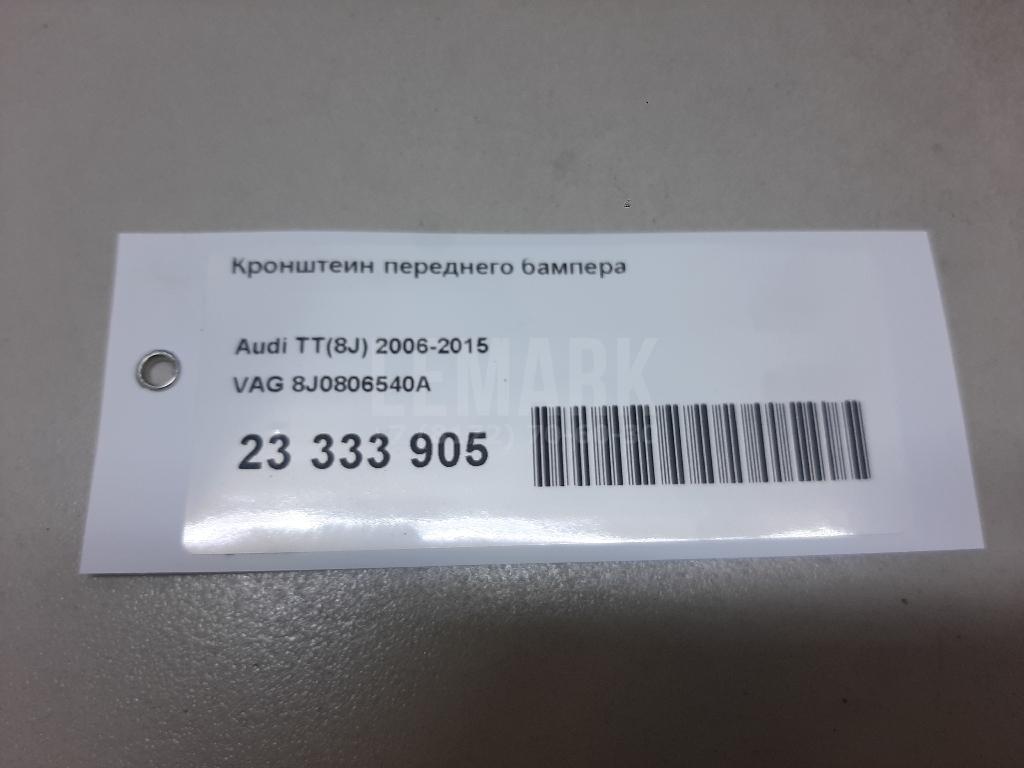 Кронштейн переднего бампера
Audi TT(8J) 2006-2015
VAG 8J0806540A
LEMARK
23 333 905